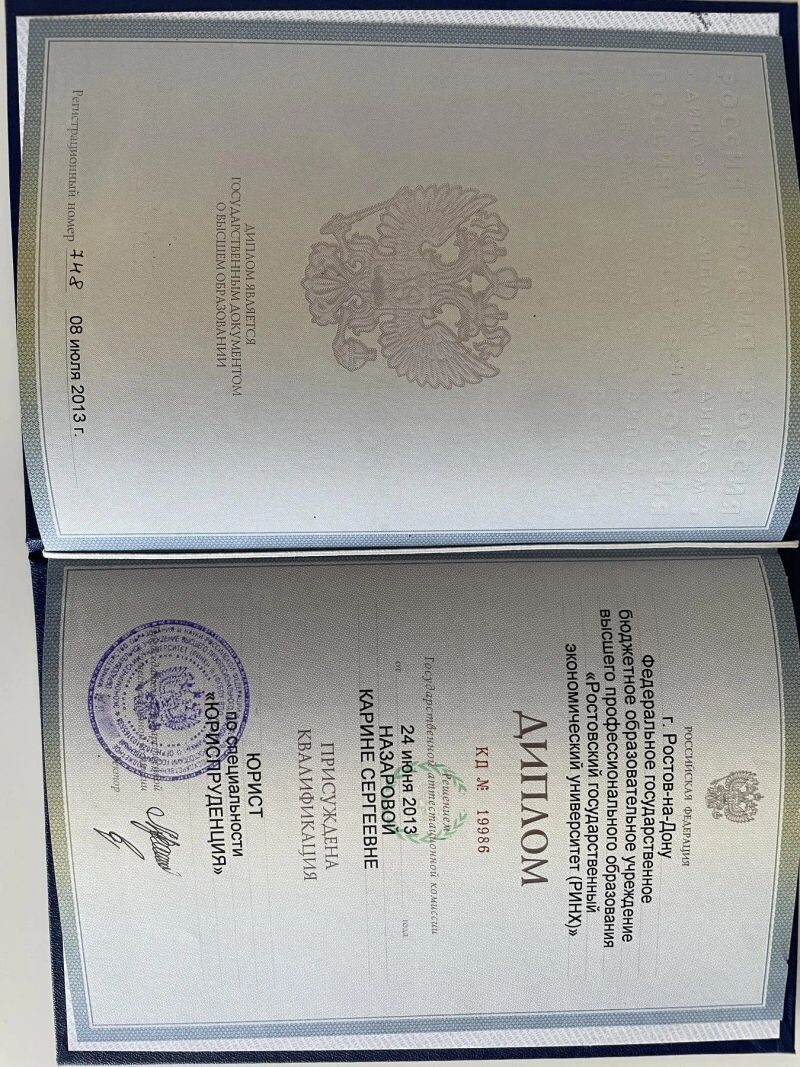 ДИПЛОМ ЯВЛЯЕТСЯ
ГОСУДАРСТВЕННЫМ ДОКУМЕНТОМ
О ВЫСШЕМ ОБРАЗОВАНИИ
Регистрационный номер 748 08 июля 2013 г.
РОССИЙСКАЯ ФЕДЕРАЦИЯ
г. Ростов-на-Дону
Федеральное государственное
бюджетное образовательное учреждение
высшего профессионального образования
«Ростовский государственный
экономический университет (РИНХ)»
ДИПЛОМ
КД № 19986
Решением
Государственной аттестационной комиссии
от 24 июня 2013 года
НАЗАРОВОЙ
КАРИНЕ СЕРГЕЕВНЕ
ПРИСУЖДЕНА
КВАЛИФИКАЦИЯ
ЮРИСТ
по специальности
«ЮРИСПРУДЕНЦИЯ»